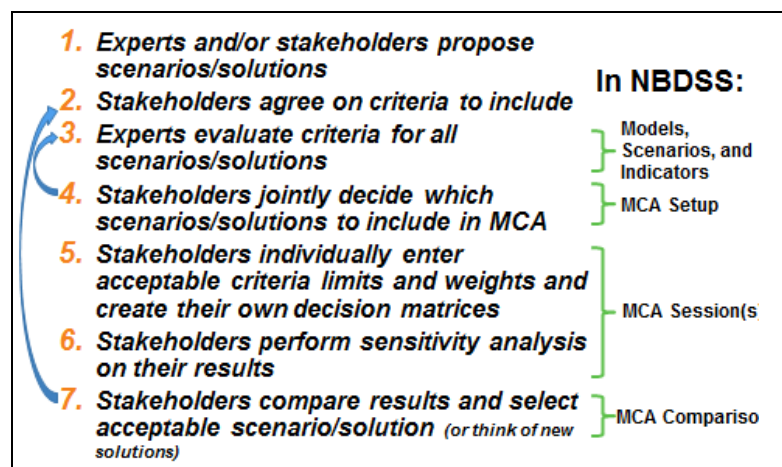 1. Experts and/or stakeholders propose
scenarios/solutions
In NBDSS:
2. Stakeholders agree on criteria to include
3. Experts evaluate criteria for all
scenarios/solutions
Models,
Scenarios, and
Indicators
4. Stakeholders jointly decide which
scenarios/solutions to include in MCA
MCA Setup
5. Stakeholders individually enter
acceptable criteria limits and weights and
create their own decision matrices
6. Stakeholders perform sensitivity analysis
on their results
MCA Session(s
7. Stakeholders compare results and select
acceptable scenario/solution (or think of new
solutions)
MCA Compariso